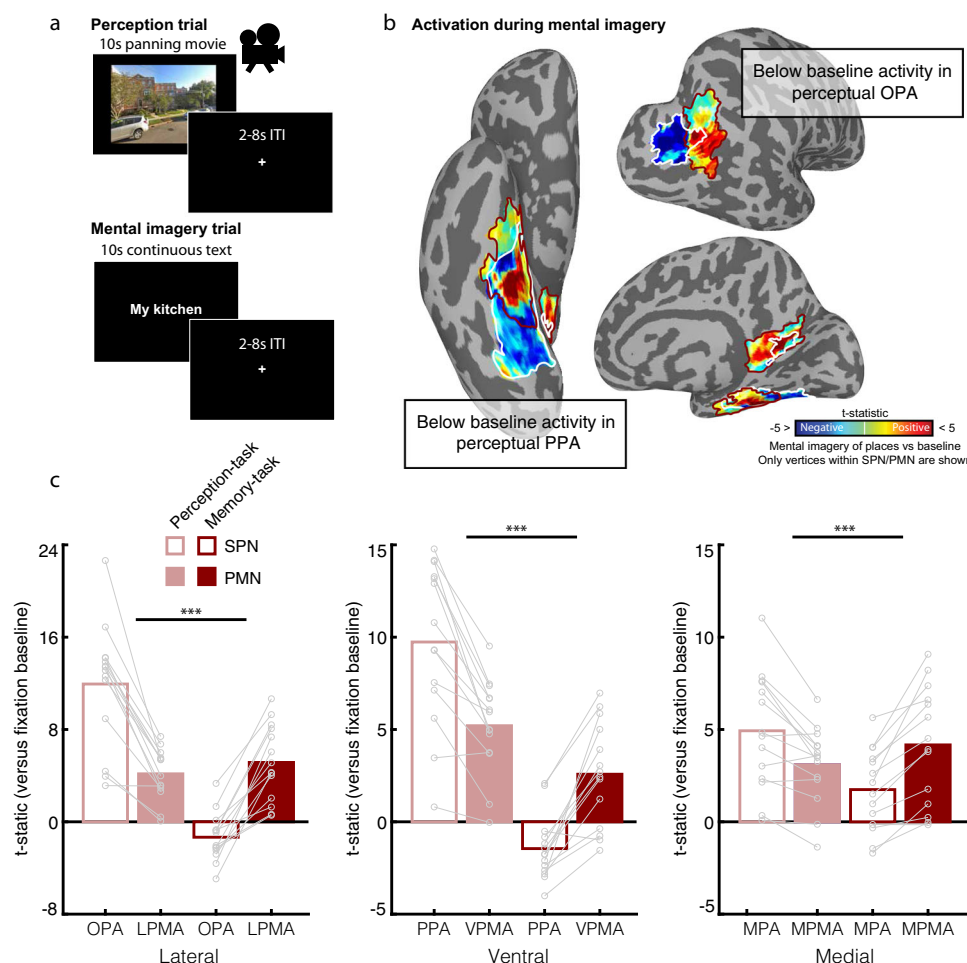 a
Perception trial
10s panning movie
2-8s ITI
+
Mental imagery trial
10s continuous text
My kitchen
2-8s ITI
+
b Activation during mental imagery
Below baseline activity in
perceptual OPA
Below baseline activity in
perceptual PPA
t-statistic
-5 > Negative Positive < 5
Mental imagery of places vs baseline
Only vertices within SPN/PMN are shown
c
Perception-task
Memory-task
SPN
PMN
t-static (versus fixation baseline)
24
16
8
0
-8
***
OPA LPMA OPA LPMA
Lateral
t-static (versus fixation baseline)
15
10
5
0
-5
***
PPA VPMA PPA VPMA
Ventral
t-static (versus fixation baseline)
15
10
5
0
-5
***
MPA MPMA MPA MPMA
Medial